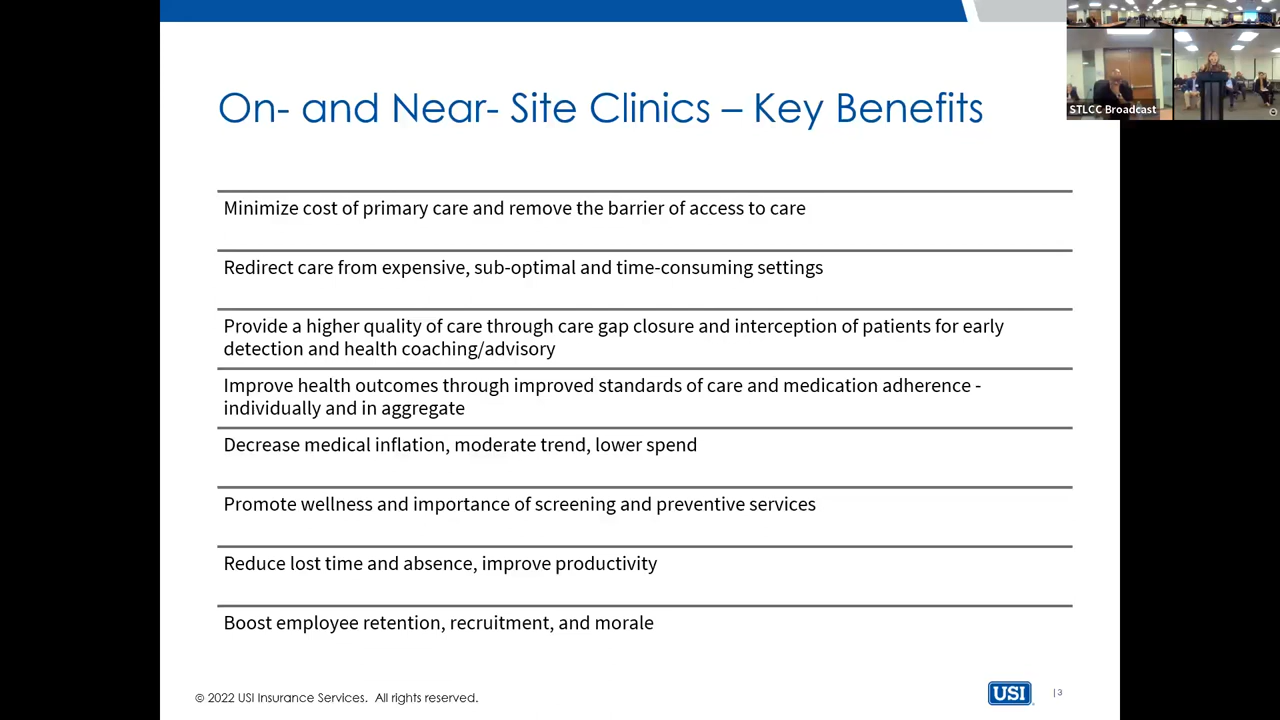 On- and Near- Site Clinics – Key Benefits
STLCC Broadcast
Minimize cost of primary care and remove the barrier of access to care
Redirect care from expensive, sub-optimal and time-consuming settings
Provide a higher quality of care through care gap closure and interception of patients for early
detection and health coaching/advisory
Improve health outcomes through improved standards of care and medication adherence -
individually and in aggregate
Decrease medical inflation, moderate trend, lower spend
Promote wellness and importance of screening and preventive services
Reduce lost time and absence, improve productivity
Boost employee retention, recruitment, and morale
© 2022 USI Insurance Services. All rights reserved.
USI
|3